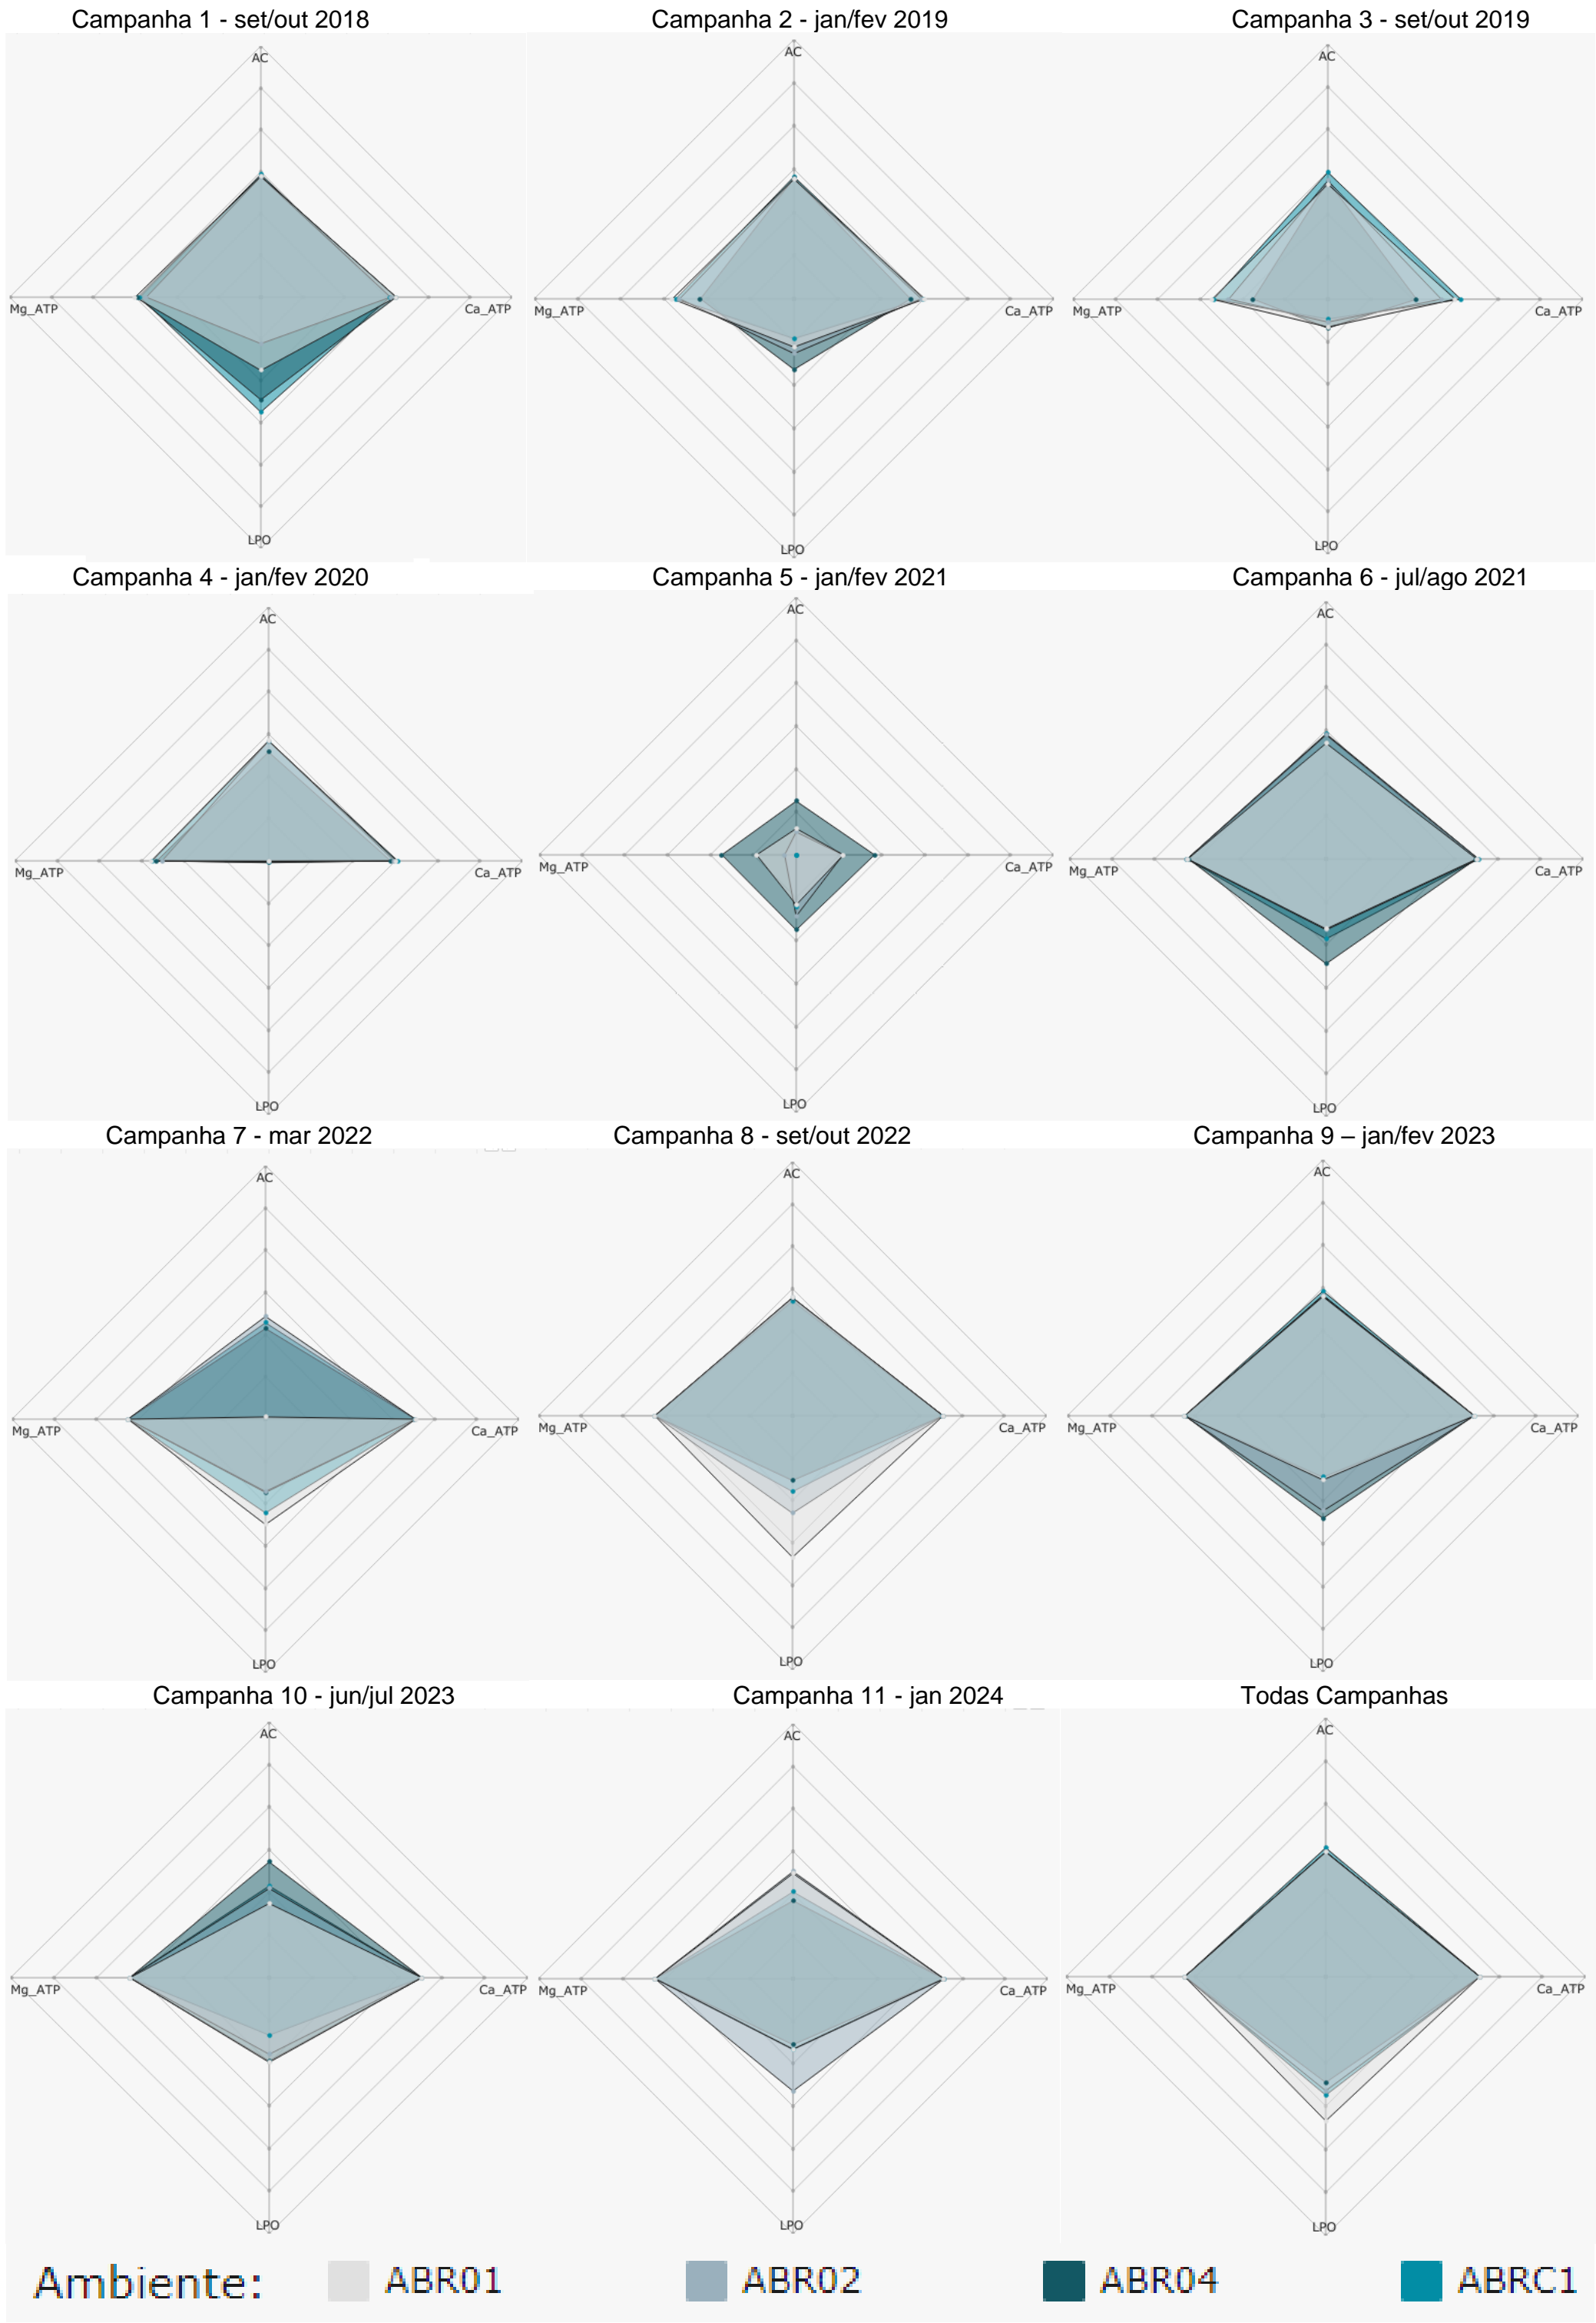 Campanha 1 - set/out 2018
AC
Mg_ATP
Ca_ATP
LPO
Campanha 2 - jan/fev 2019
AC
Mg_ATP
Ca_ATP
LPO
Campanha 3 - set/out 2019
AC
Mg_ATP
Ca_ATP
LPO
Campanha 4 - jan/fev 2020
AC
Mg_ATP
Ca_ATP
LPO
Campanha 5 - jan/fev 2021
AC
Mg_ATP
Ca_ATP
LPO
Campanha 6 - jul/ago 2021
AC
Mg_ATP
Ca_ATP
LPO
Campanha 7 - mar 2022
AC
Mg_ATP
Ca_ATP
LPO
Campanha 8 - set/out 2022
AC
Mg_ATP
Ca_ATP
LPO
Campanha 9 – jan/fev 2023
AC
Mg_ATP
Ca_ATP
LPO
Campanha 10 - jun/jul 2023
AC
Mg_ATP
Ca_ATP
LPO
Campanha 11 - jan 2024
AC
Mg_ATP
Ca_ATP
LPO
Todas Campanhas
AC
Mg_ATP
Ca_ATP
LPO
Ambiente: ABR01 ABR02 ABR04 ABRC1